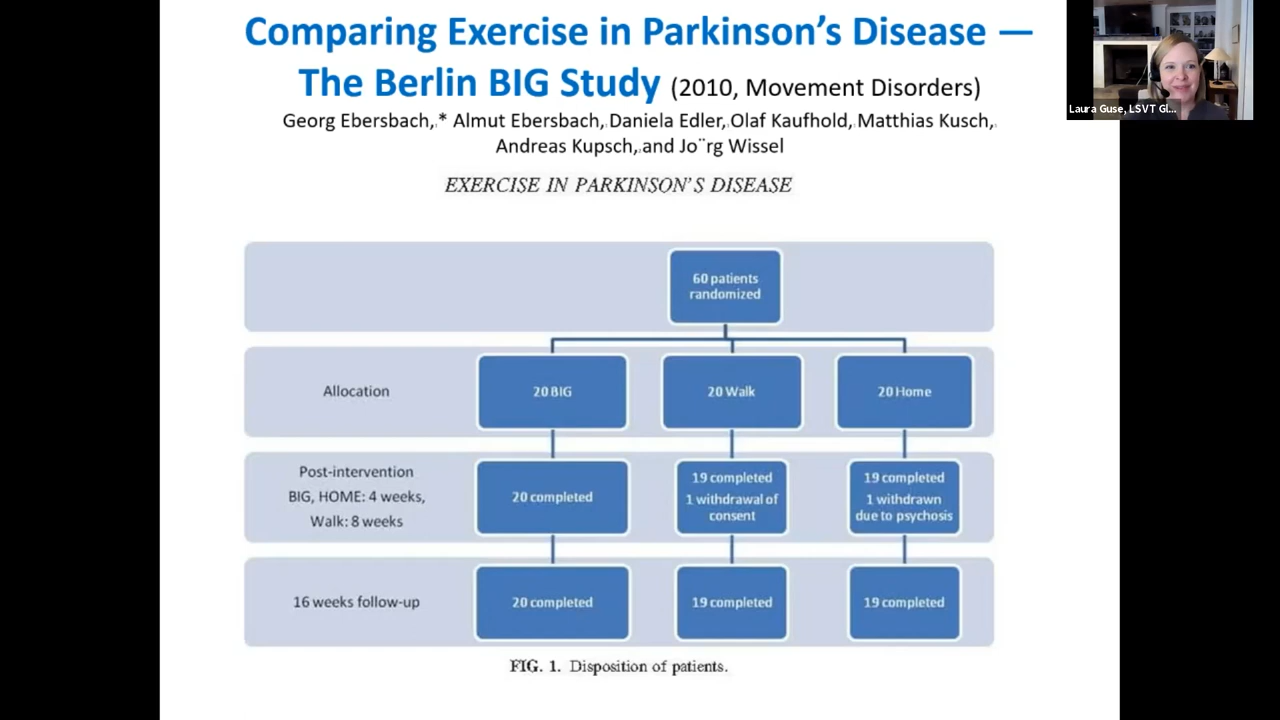 Comparing Exercise in Parkinson's Disease —
The Berlin BIG Study (2010, Movement Disorders)
Georg Ebersbach,* Almut Ebersbach, Daniela Edler, Olaf Kaufhold, Matthias Kusch,
Andreas Kupsch, and Jo¨rg Wissel
EXERCISE IN PARKINSON'S DISEASE
60 patients
randomized
Allocation
20 BIG
20 Walk
20 Home
Post-intervention
BIG, HOME: 4 weeks,
Walk: 8 weeks
20 completed
19 completed
1 withdrawal of
consent
19 completed
1 withdrawn
due to psychosis
16 weeks follow-up
20 completed
19 completed
19 completed
FIG. 1. Disposition of patients.
Laura Guse, LSVT Gl...